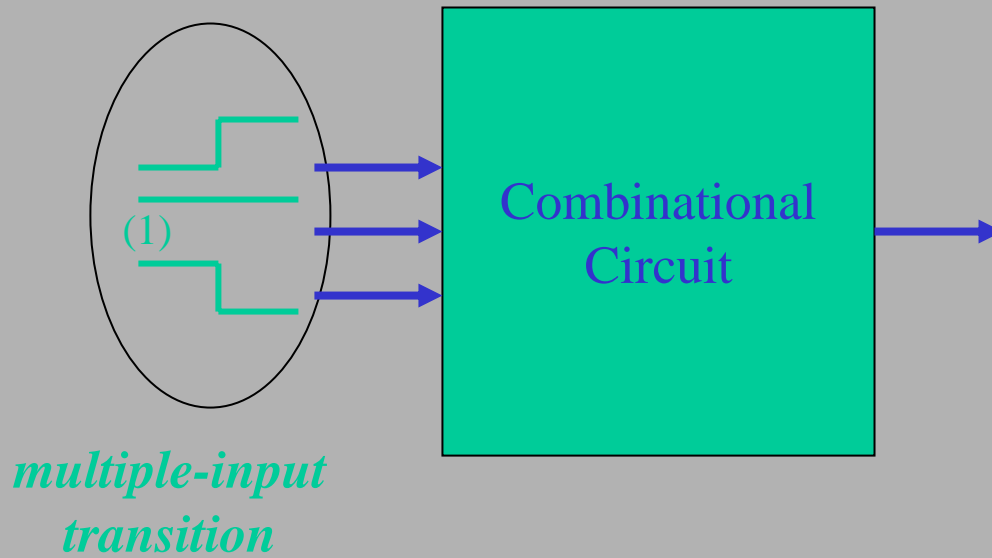 (1)
Combinational
Circuit
multiple-input
transition